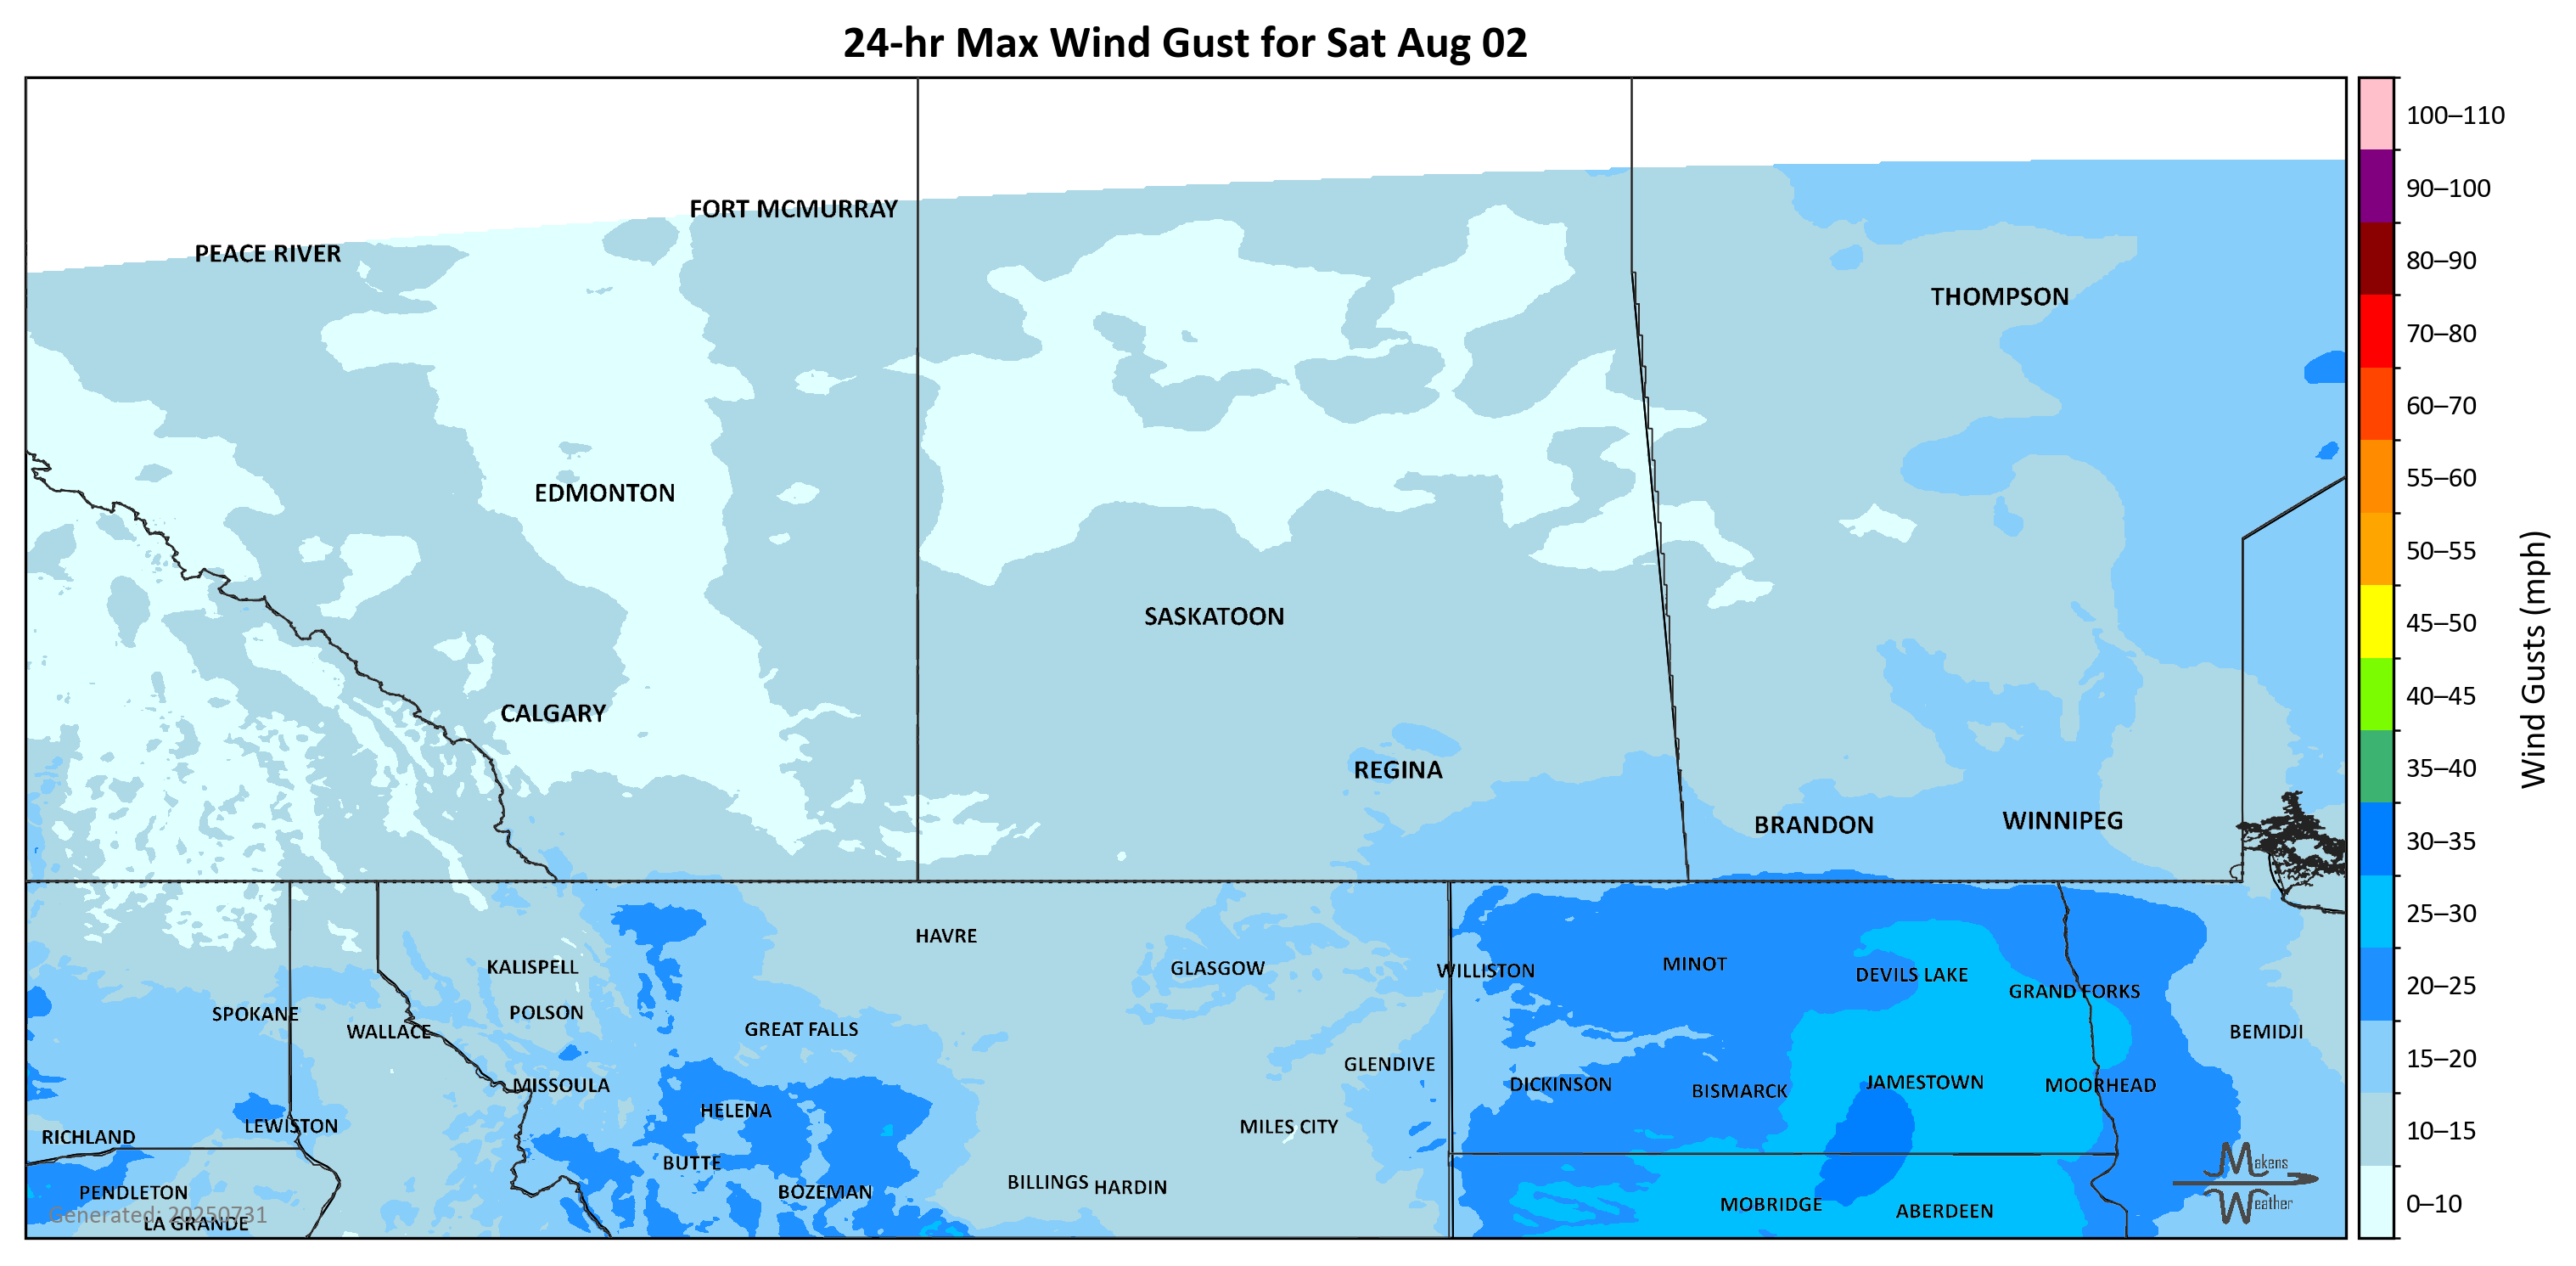 24-hr Max Wind Gust for Sat Aug 02
100–110
90–100
80–90
70–80
60–70
55–60
50–55
45–50
40–45
35–40
30–35
25–30
20–25
15–20
10–15
0–10
Wind Gusts (mph)
FORT MCMURRAY
PEACE RIVER
THOMPSON
EDMONTON
SASKATOON
CALGARY
REGINA
BRANDON
WINNIPEG
HAVRE
KALISPELL
GLASGOW
WILLISTON
MINOT
DEVILS LAKE
GRAND FORKS
SPOKANE
POLSON
WALLACE
GREAT FALLS
BEMIDJI
GLENDIVE
MISSOULA
DICKINSON
BISMARCK
JAMESTOWN
MOORHEAD
HELENA
LEWISTON
MILES CITY
RICHLAND
BUTTE
BILLINGS
HARDIN
PENDLETON
BOZEMAN
MOBRIDGE
ABERDEEN
Generated: 20250731
LA GRANDE
Makens
Weather